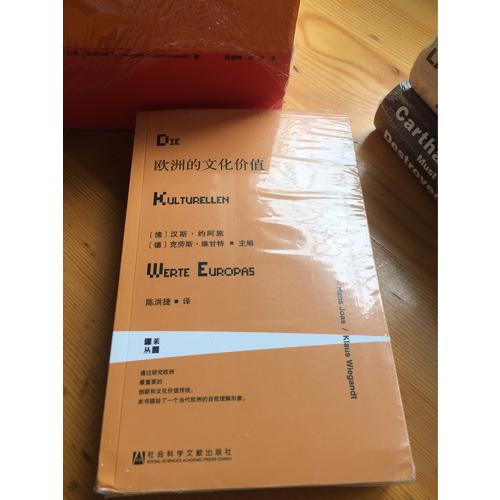 DIE
欧洲的文化价值
KULTURELLEN
〔德〕汉斯·约阿施
〔德〕克劳斯·维甘特 ■ 主编
WERTE EUROPAS
陈洪捷 ■ 译
Hans Joas / Klaus Wiegandt
莱
丛
通过研究欧洲
最重要的
创新和文化价值传统，
本书描绘了一个当代欧洲的自我理解形象。
社会科学文献出版社
SOCIAL SCIENCES ACADEMIC PRESS (CHINA)
Cartha
Must
Destroyed